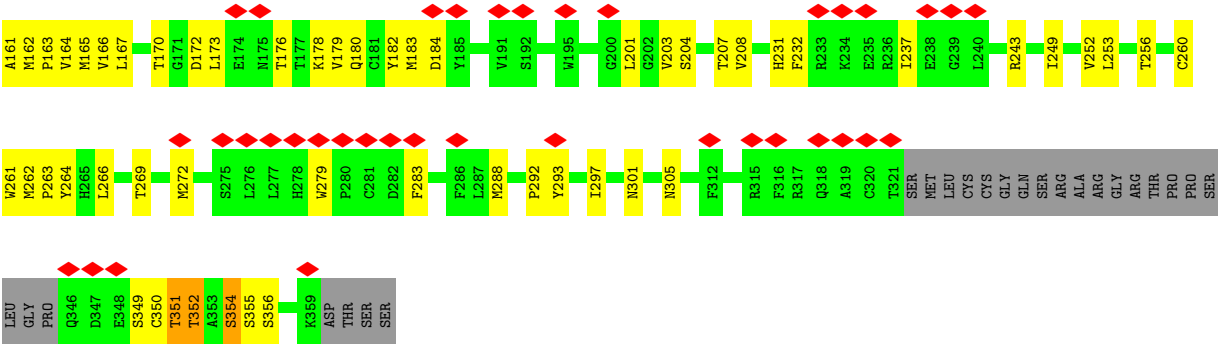 A161 M162 P163 V164 M165 V166 L167 T170 G171 D172 L173 E174 N175 T176 T177 K178 V179 Q180 C181 Y182 M183 D184 Y185 V191 S192 W195 G200 L201 G202 V203 S204 T207 V208 H231 F232 R233 K234 E235 R236 I237 E238 G239 L240 R243 I249 V252 L253 T256 C260
W261 M262 P263 Y264 H265 L266 T269 M272 S275 L276 L277 H278 W279 P280 C281 D282 F283 F286 L287 M288 P292 Y293 I297 N301 N305 F312 R315 F316 R317 Q318 A319 C320 T321 SER MET LEU CYS CYS GLY GLN SER ARG ALA ARG GLY ARG THR PRO PRO SER
LEU GLY PRO Q346 D347 E348 S349 C350 T351 T352 A353 S354 S355 S356 K359 ASP THR SER SER